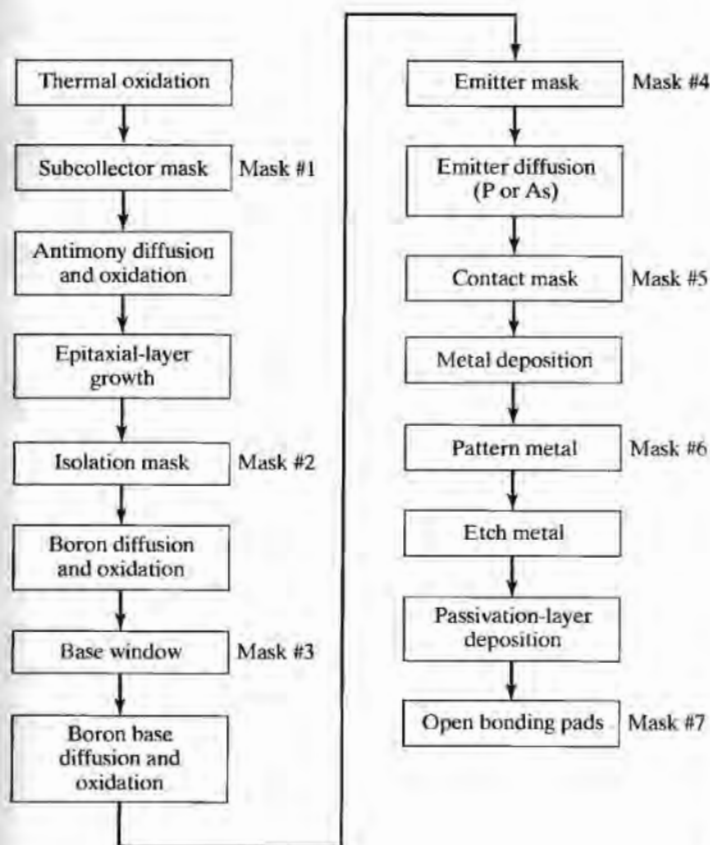 Thermal oxidation
Subcollector mask
Mask #1
Antimony diffusion
and oxidation
Epitaxial-layer
growth
Isolation mask
Mask #2
Boron diffusion
and oxidation
Base window
Mask #3
Boron base
diffusion and
oxidation
Emitter mask
Mask #4
Emitter diffusion
(P or As)
Contact mask
Mask #5
Metal deposition
Pattern metal
Mask #6
Etch metal
Passivation-layer
deposition
Open bonding pads
Mask #7